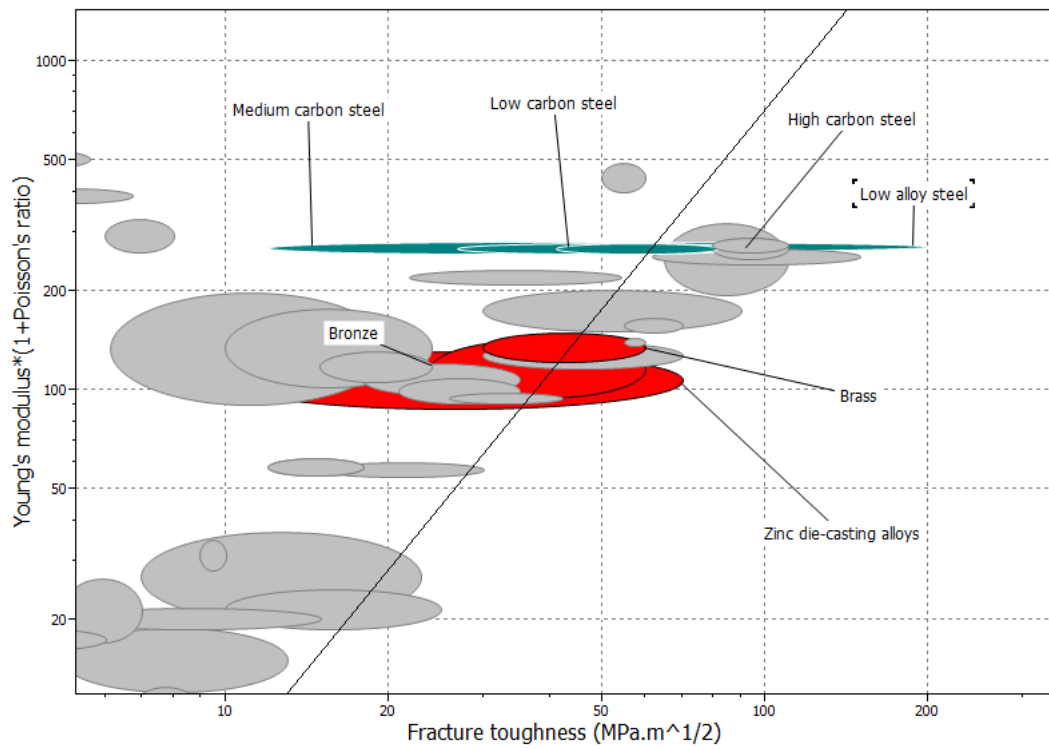 1000
Medium carbon steel
Low carbon steel
High carbon steel
500
Low alloy steel
200
Bronze
100
Brass
50
Zinc die-casting alloys
20
Young's modulus*(1+Poisson's ratio)
10 20 50 100 200
Fracture toughness (MPa.m^1/2)